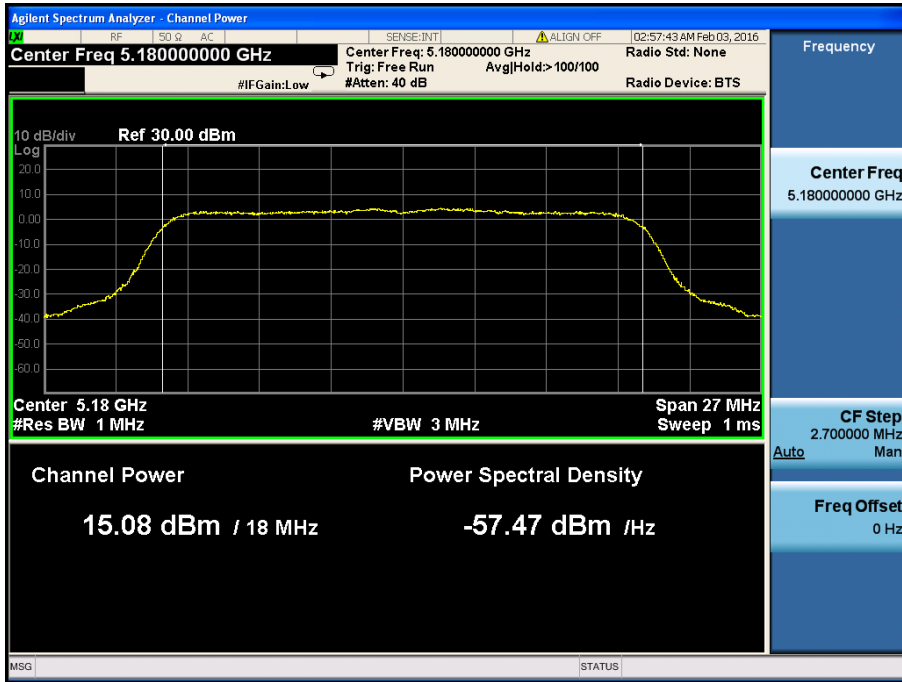 Agilent Spectrum Analyzer - Channel Power
LXI RF 50 Ω AC SENSE:INT ALIGN OFF 02:57:43 AM Feb 03, 2016
Center Freq 5.180000000 GHz
#IFGain:Low
Center Freq: 5.180000000 GHz
Trig: Free Run Avg|Hold:> 100/100
#Atten: 40 dB
Radio Std: None
Radio Device: BTS
10 dB/div Ref 30.00 dBm
Log
20.0
10.0
0.00
-10.0
-20.0
-30.0
-40.0
-50.0
-60.0
Center 5.18 GHz Span 27 MHz
#Res BW 1 MHz #VBW 3 MHz Sweep 1 ms
Channel Power Power Spectral Density
15.08 dBm / 18 MHz -57.47 dBm /Hz
Frequency
Center Freq
5.180000000 GHz
CF Step
2.700000 MHz
Auto Man
Freq Offset
0 Hz
MSG STATUS